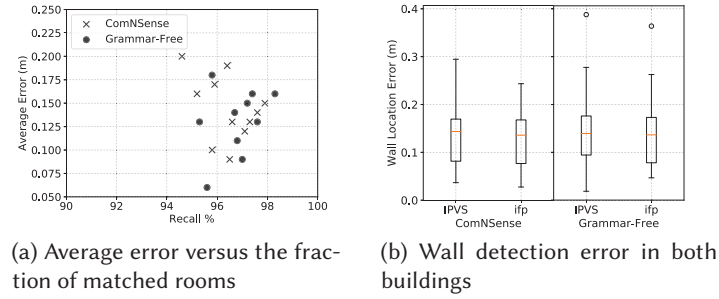 0.250
0.225
0.200
0.175
0.150
0.125
0.100
0.075
0.050
Average Error (m)
ComNSense
Grammar-Free
90 92 94 96 98 100
Recall %
0.4
0.3
0.2
0.1
0.0
Wall Location Error (m)
IPVS ifp IPVS ifp
ComNSense Grammar-Free
(a) Average error versus the frac-
tion of matched rooms
(b) Wall detection error in both
buildings